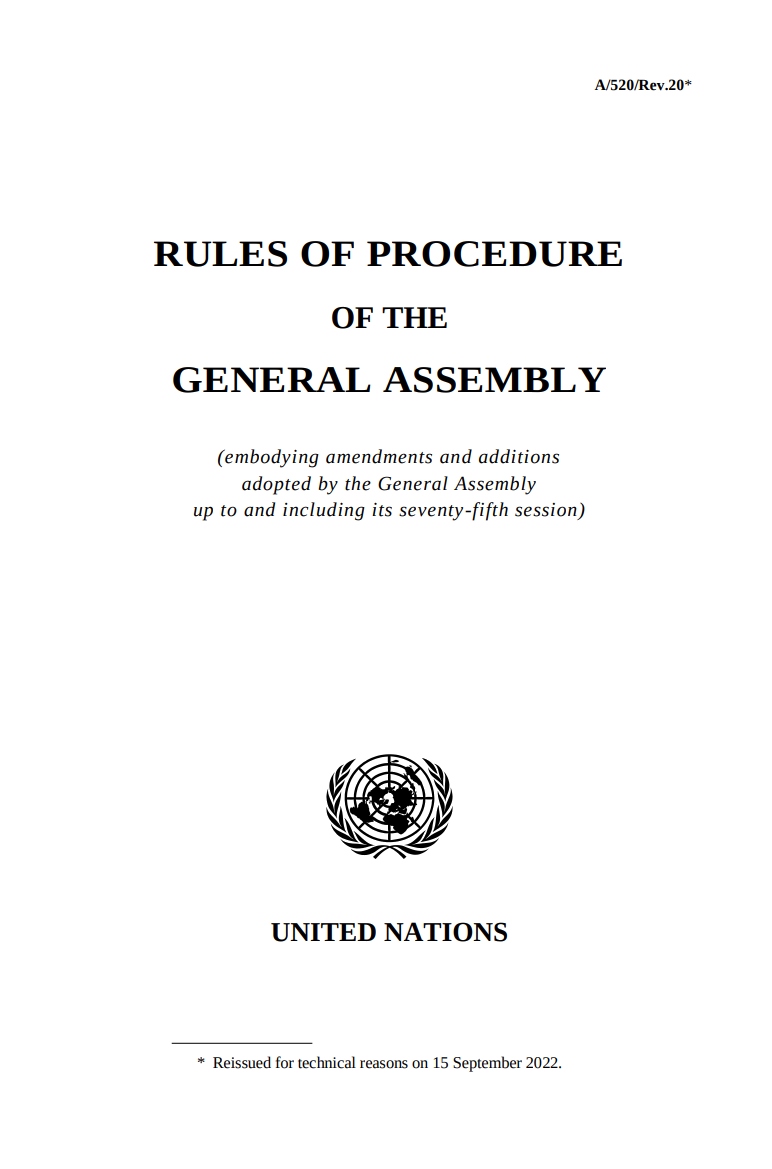 A/520/Rev.20*
RULES OF PROCEDURE
OF THE
GENERAL ASSEMBLY
(embodying amendments and additions
adopted by the General Assembly
up to and including its seventy-fifth session)
UNITED NATIONS
* Reissued for technical reasons on 15 September 2022.